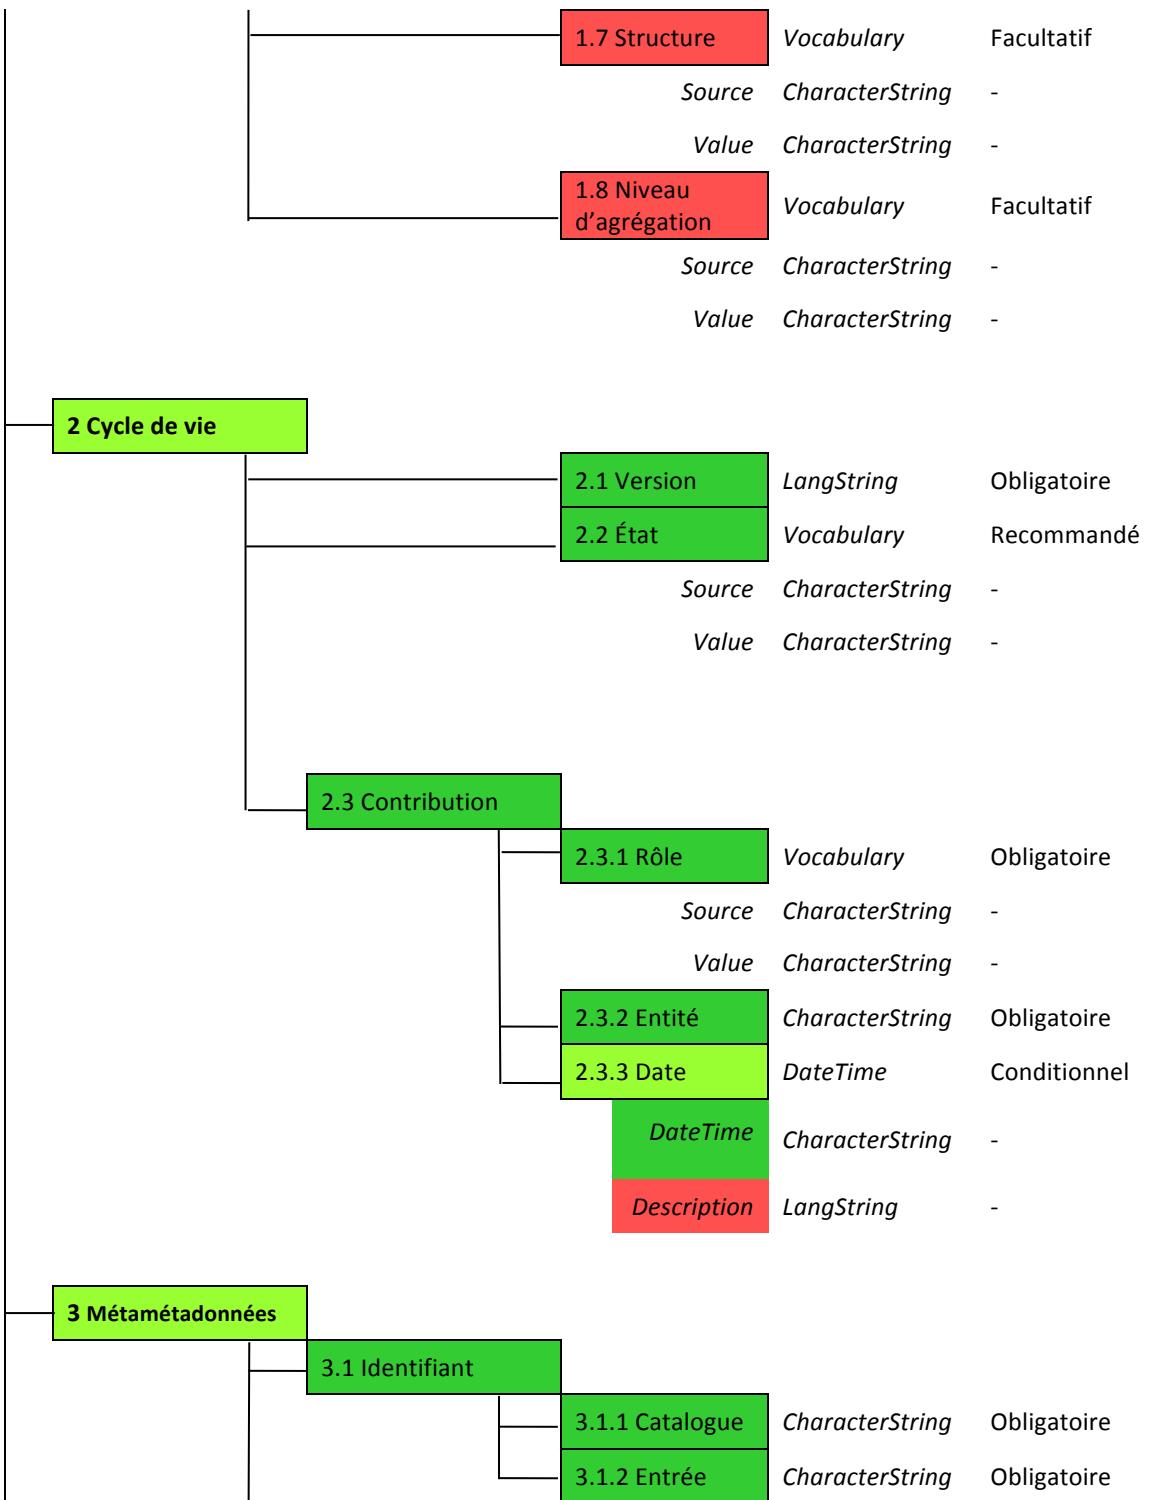 1.7 Structure Vocabulary Facultatif
Source CharacterString -
Value CharacterString -
1.8 Niveau
d’agrégation Vocabulary Facultatif
Source CharacterString -
Value CharacterString -
2 Cycle de vie
2.1 Version LangString Obligatoire
2.2 État Vocabulary Recommandé
Source CharacterString -
Value CharacterString -
2.3 Contribution
2.3.1 Rôle Vocabulary Obligatoire
Source CharacterString -
Value CharacterString -
2.3.2 Entité CharacterString Obligatoire
2.3.3 Date DateTime Conditionnel
DateTime CharacterString -
Description LangString -
3 Métamétadonnées
3.1 Identifiant
3.1.1 Catalogue CharacterString Obligatoire
3.1.2 Entrée CharacterString Obligatoire